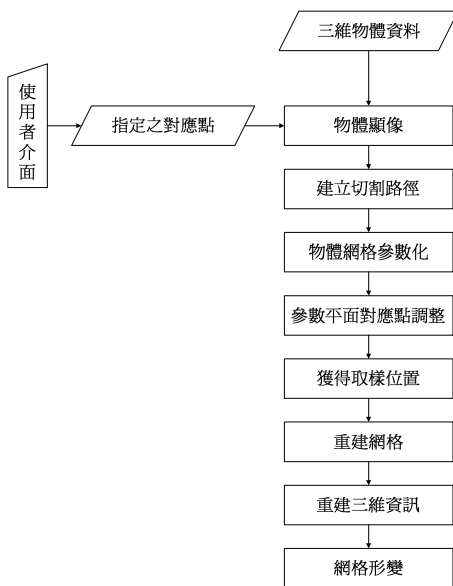 三維物體資料
使用者介面
指定之對應點
物體顯像
建立切割路徑
物體網格參數化
參數平面對應點調整
獲得取樣位置
重建網格
重建三維資訊
網格形變